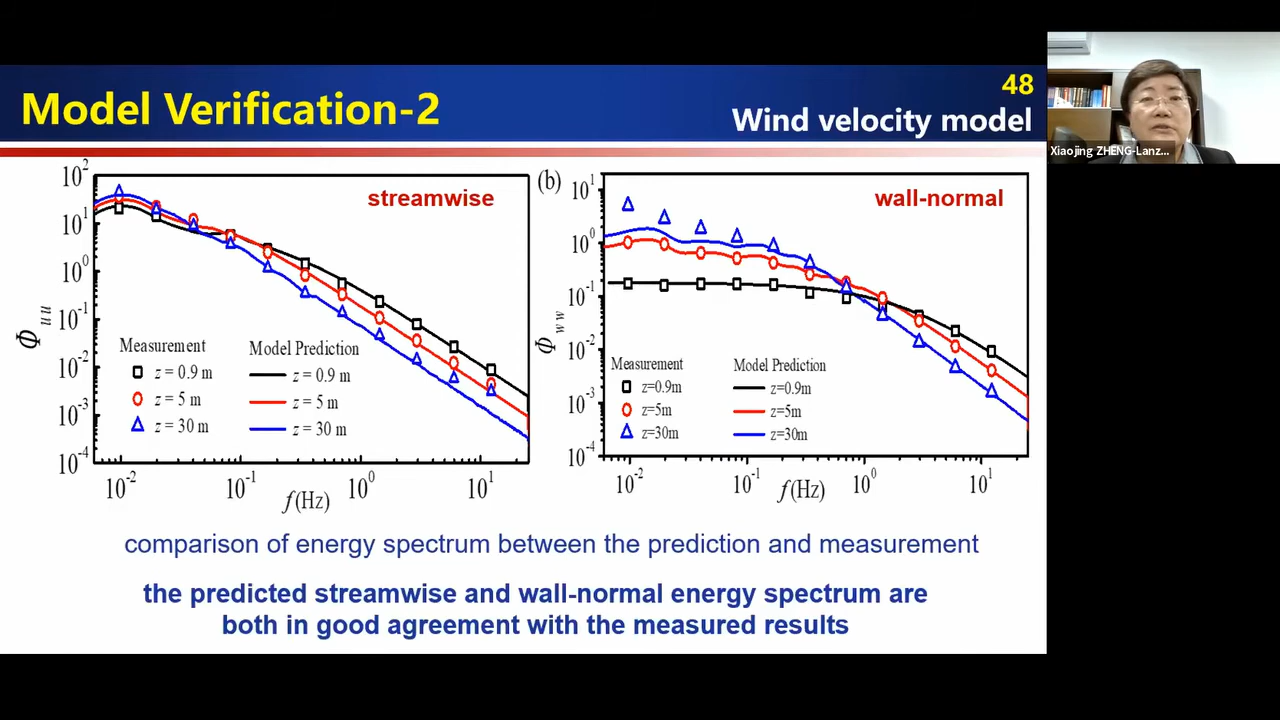 Model Verification-2
48
Wind velocity model
Xiaojing ZHENG-Lanz...
streamwise
10² 10¹ 10⁰ 10⁻¹ 10⁻² 10⁻³ 10⁻⁴
Φuu
Measurement Model Prediction
z = 0.9 m z = 0.9 m
z = 5 m z = 5 m
z = 30 m z = 30 m
10⁻² 10⁻¹ 10⁰ 10¹
f(Hz)
(b)
wall-normal
10¹ 10⁰ 10⁻¹ 10⁻² 10⁻³ 10⁻⁴
Φww
Measurement Model Prediction
z=0.9m z=0.9m
z=5m z=5m
z=30m z=30m
10⁻² 10⁻¹ 10⁰ 10¹
f(Hz)
comparison of energy spectrum between the prediction and measurement
the predicted streamwise and wall-normal energy spectrum are
both in good agreement with the measured results